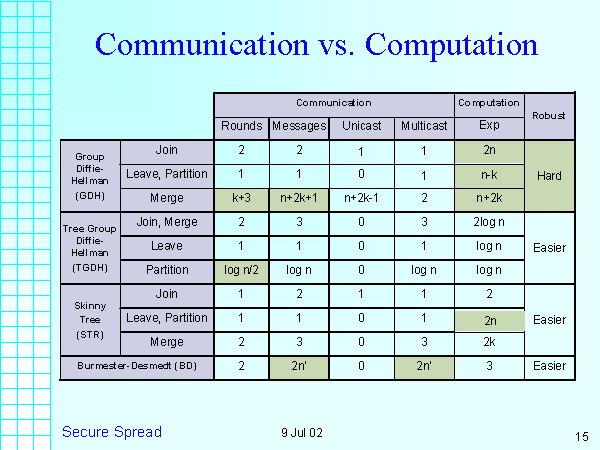 Communication vs. Computation
Communication Computation Robust
Rounds Messages Unicast Multicast Exp
Group Diffie-Hellman (GDH)
Join 2 2 1 1 2n Hard
Leave, Partition 1 1 0 1 n-k
Merge k+3 n+2k+1 n+2k-1 2 n+2k
Tree Group Diffie-Hellman (TGDH)
Join, Merge 2 3 0 3 2log n Easier
Leave 1 1 0 1 log n
Partition log n/2 log n 0 log n log n
Skinny Tree (STR)
Join 1 2 1 1 2 Easier
Leave, Partition 1 1 0 1 2n
Merge 2 3 0 3 2k
Burmester-Desmedt (BD) 2 2n' 0 2n' 3 Easier
Secure Spread 9 Jul 02 15